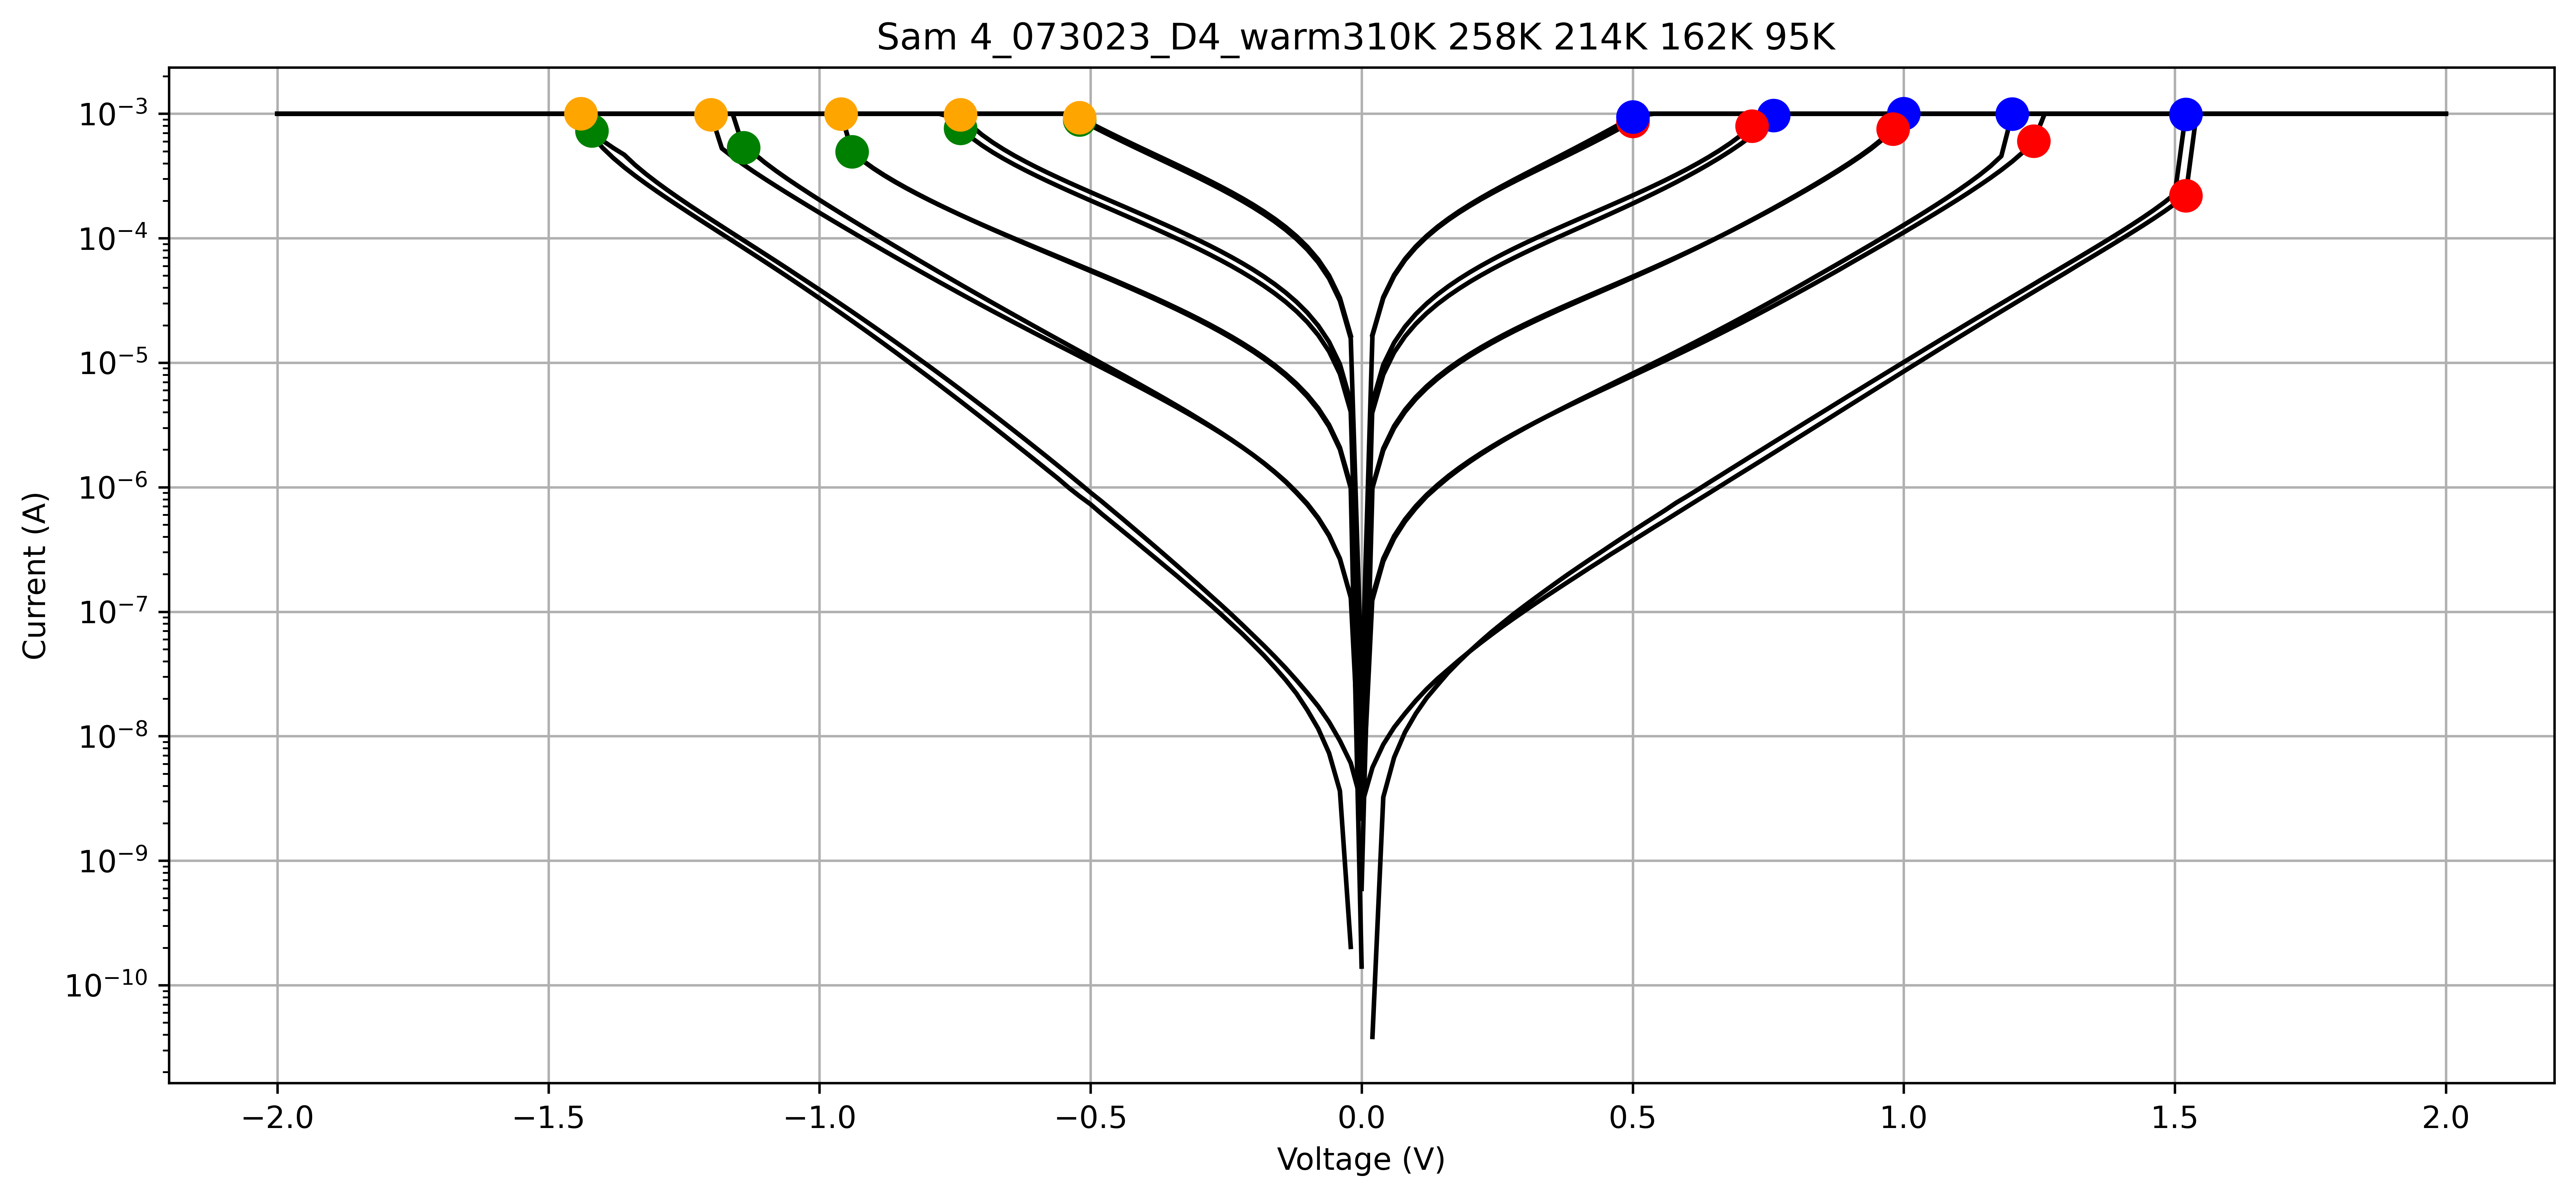 Sam 4_073023_D4_warm310K 258K 214K 162K 95K
10⁻³
10⁻⁴
10⁻⁵
10⁻⁶
10⁻⁷
10⁻⁸
10⁻⁹
10⁻¹⁰
Current (A)
−2.0 −1.5 −1.0 −0.5 0.0 0.5 1.0 1.5 2.0
Voltage (V)